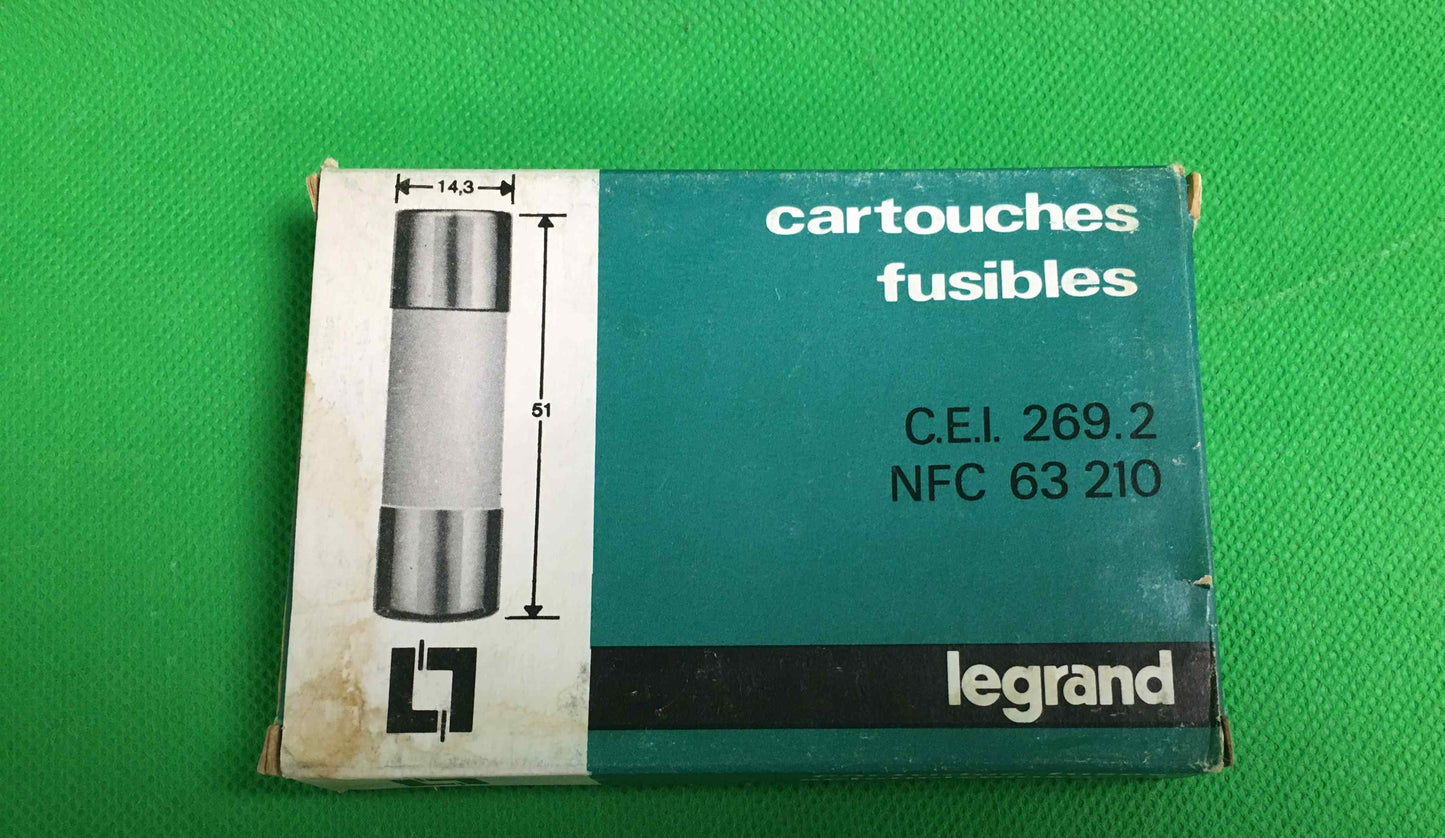 14,3
51
cartouches
fusibles
C.E.I. 269.2
NFC 63 210
legrand